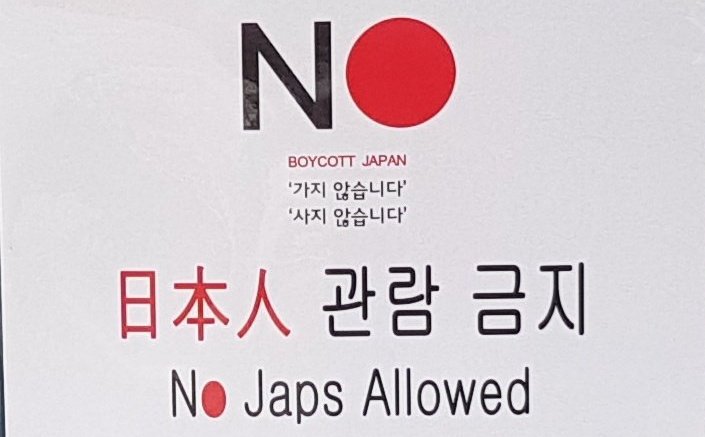 NO
BOYCOTT JAPAN
'가지 않습니다'
'사지 않습니다'
日本人 관람 금지
No Japs Allowed